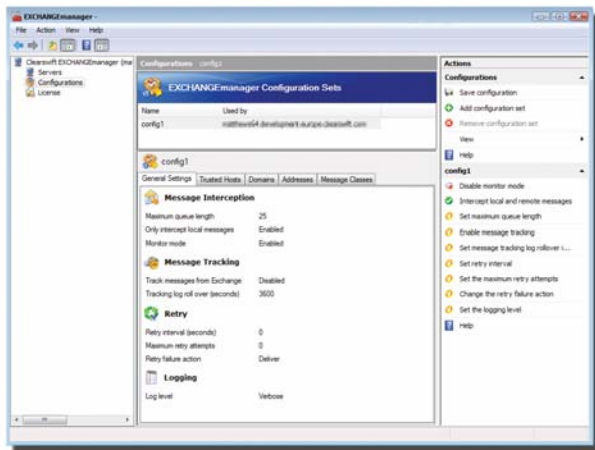 EXCHANGEmanager -
File Action View Help
Clearswift EXCHANGEmanager (ma
Servers
Configurations
License
Configurations config1
EXCHANGEmanager Configuration Sets
Name Used by
config1 matthews64.development.europe.clearswift.com
config1
General Settings Trusted Hosts Domains Addresses Message Classes
Message Interception
Maximum queue length 25
Only intercept local messages Enabled
Monitor mode Enabled
Message Tracking
Track messages from Exchange Disabled
Tracking log roll over (seconds) 3600
Retry
Retry interval (seconds) 0
Maximum retry attempts 0
Retry failure action Deliver
Logging
Log level Verbose
Actions
Configurations
Save configuration
Add configuration set
Remove configuration set
View
Help
config1
Disable monitor mode
Intercept local and remote messages
Set maximum queue length
Enable message tracking
Set message tracking log rollover i...
Set retry interval
Set the maximum retry attempts
Change the retry failure action
Set the logging level
Help